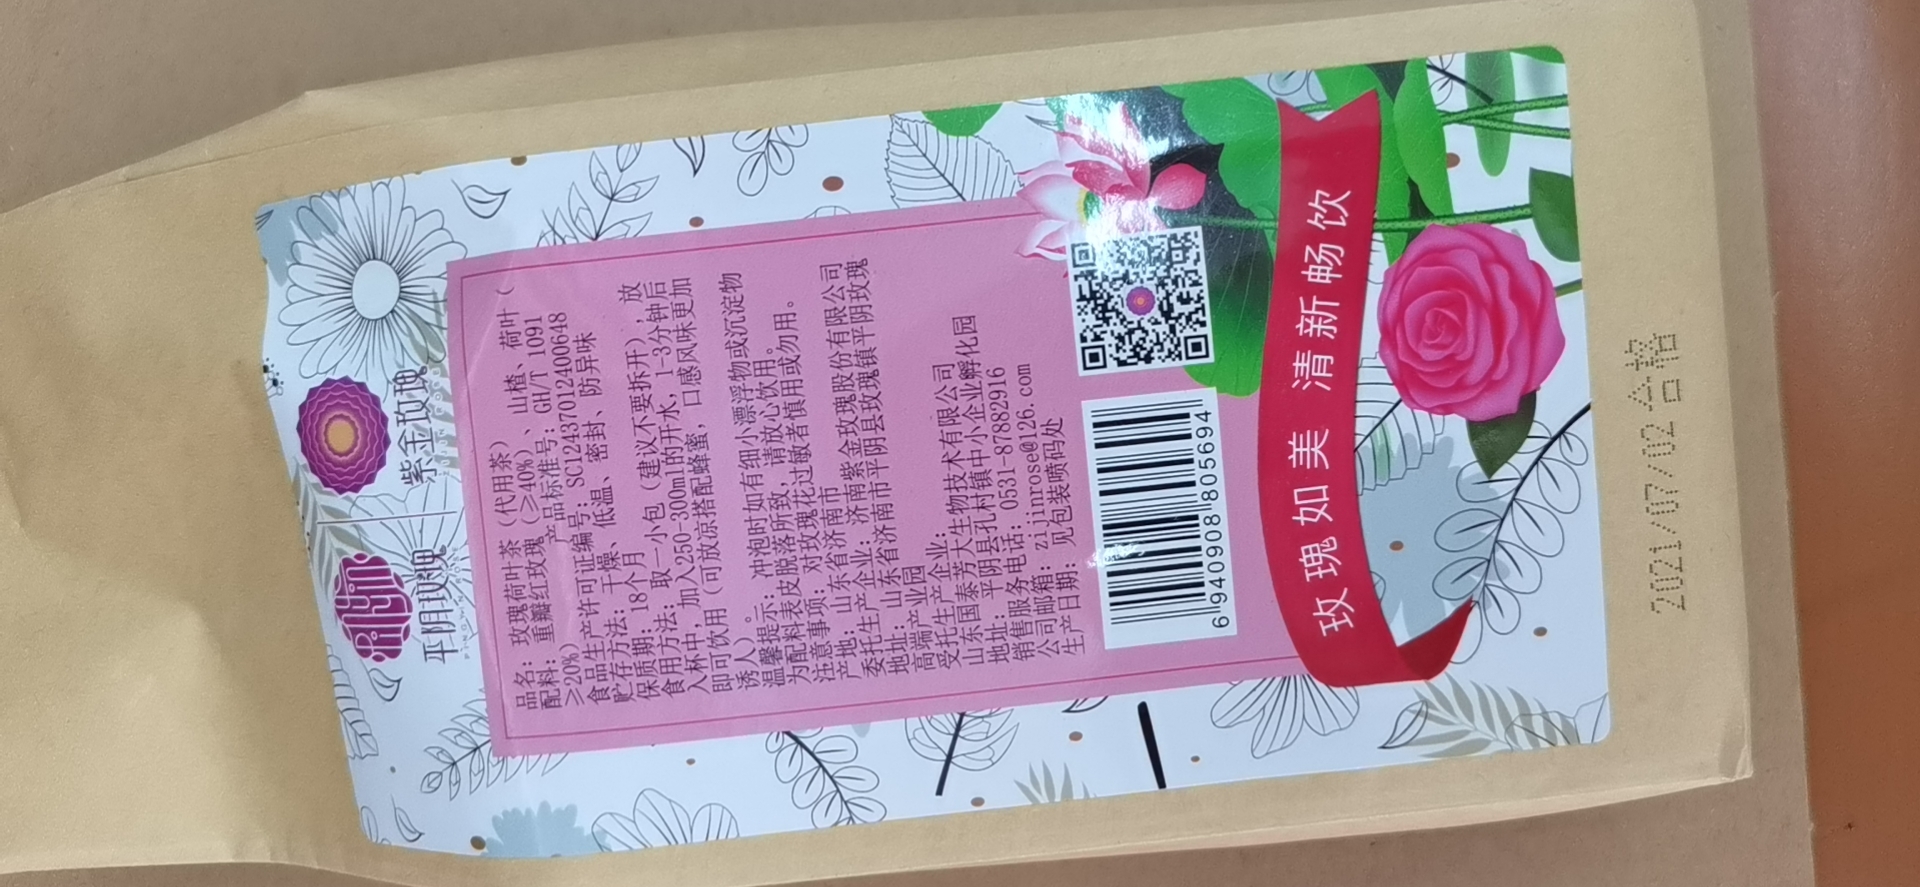 平阴玫瑰
紫金玫瑰
品名：玫瑰荷叶茶（代用茶）
配料：重瓣红玫瑰（≥40%）、山楂、荷叶（
≥20%） 产品标准号：GH/T 1091
食品生产许可证编号：SC12437012400648
贮存方法：干燥、低温、密封、防异味
保质期：18个月
食用方法：取一小包（建议不要拆开），放
入杯中，加入250-300ml的开水，1-3分钟后
即可饮用（可放凉搭配蜂蜜，口感风味更加
诱人）。
温馨提示：冲泡时如有细小漂浮物或沉淀物
为配料表皮脱落所致，请放心饮用。
注意事项：对玫瑰花过敏者慎用或勿用。
产地：山东省济南市
委托生产企业：济南紫金玫瑰股份有限公司
地址：山东省济南市平阴县玫瑰镇平阴玫瑰
高端产业园
受托生产企业：
山东国泰芳大生物技术有限公司
地址：平阴县孔村镇中小企业孵化园
销售服务电话：0531-87882916
公司邮箱：zijinrose@126.com
生产日期：见包装喷码处
6 940908 805694
玫瑰如美 清新畅饮
2021/07/02 合格